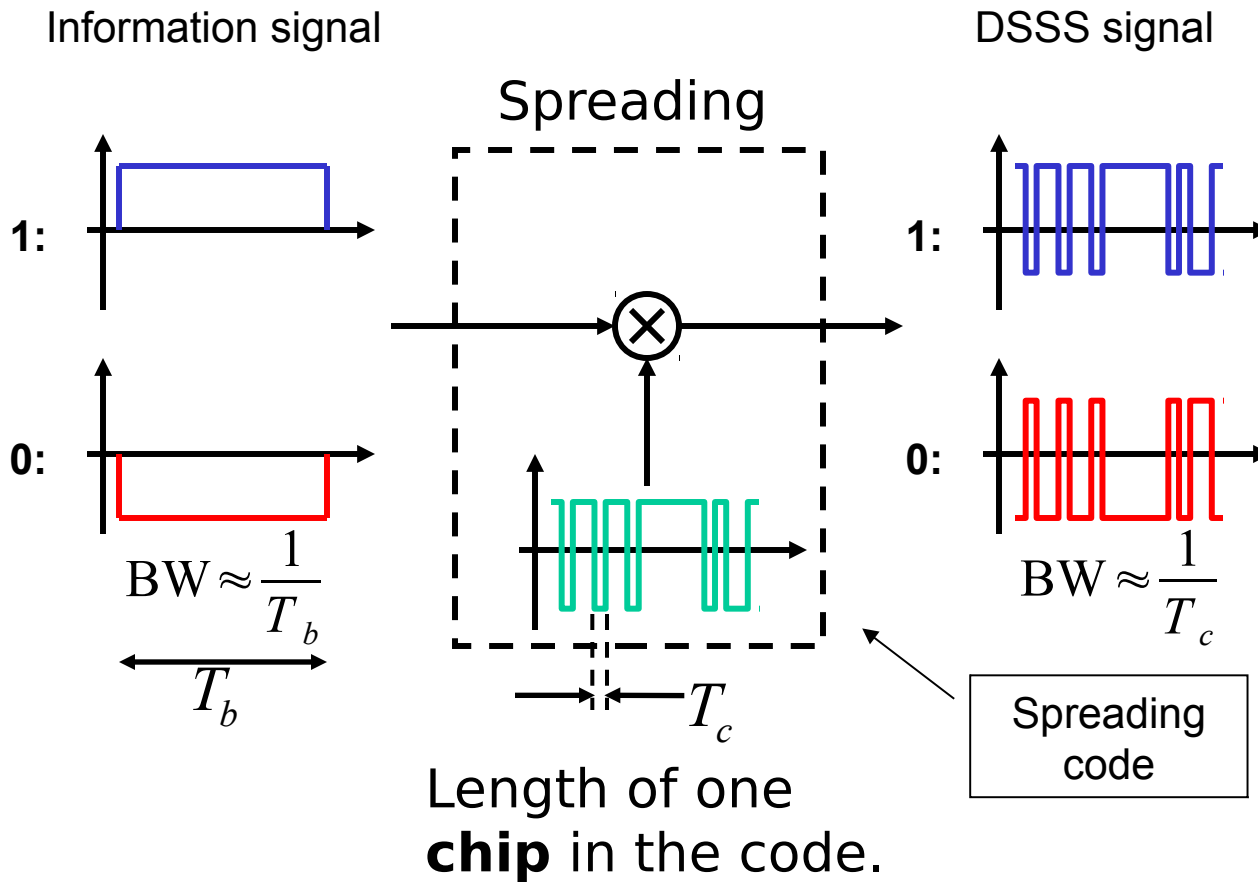 Information signal
DSSS signal
Spreading
1:
1:
0:
0:
BW ≈ 1/T_b
BW ≈ 1/T_c
T_b
T_c
Spreading
code
Length of one
chip in the code.